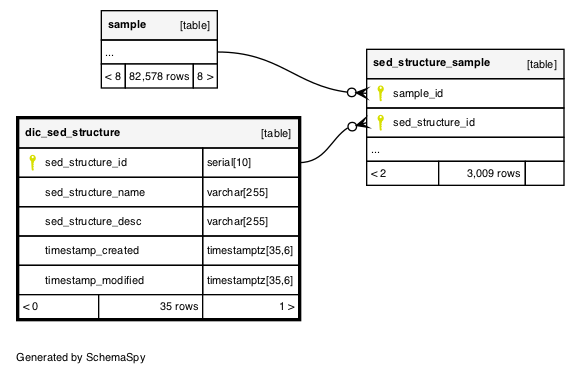 sample [table]
...
< 8 82,578 rows 8 >
sed_structure_sample [table]
sample_id
sed_structure_id
...
< 2 3,009 rows
dic_sed_structure [table]
sed_structure_id serial[10]
sed_structure_name varchar[255]
sed_structure_desc varchar[255]
timestamp_created timestamptz[35,6]
timestamp_modified timestamptz[35,6]
< 0 35 rows 1 >
Generated by SchemaSpy